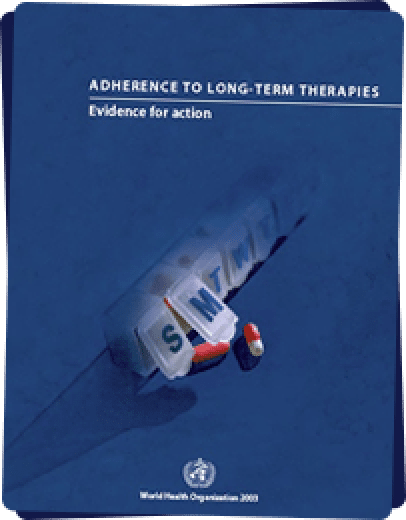 ADHERENCE TO LONG-TERM THERAPIES
Evidence for action
S
M
T
W
T
World Health Organization 2003